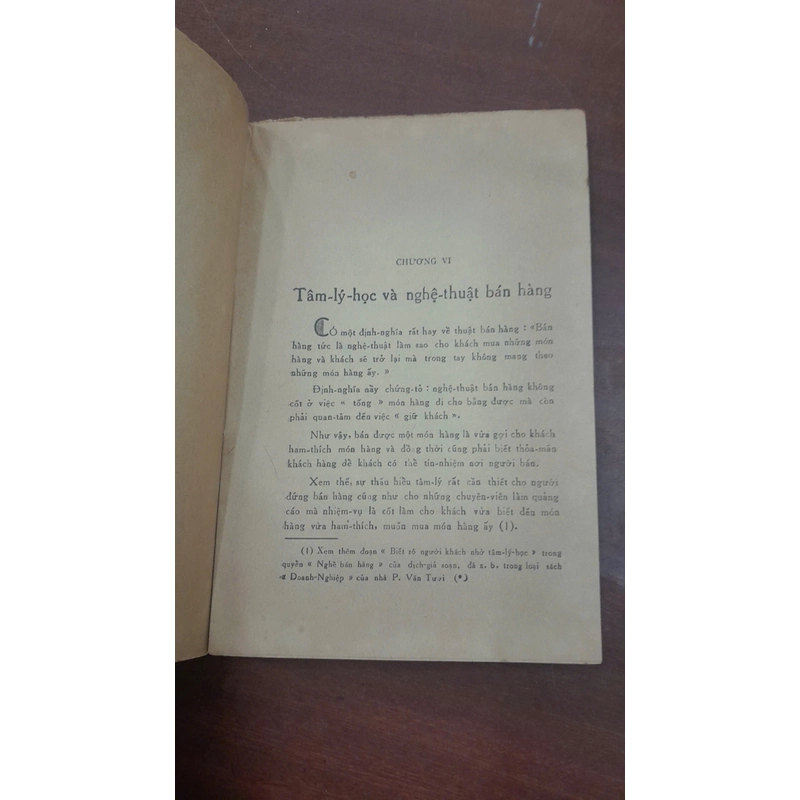 CHƯƠNG VI
Tâm-lý-học và nghệ-thuật bán hàng
CÓ một định-nghĩa rất hay về thuật bán hàng : «Bán
hàng tức là nghệ-thuật làm sao cho khách mua những món
hàng và khách sẽ trở lại mà trong tay không mang theo
những món hàng ấy. »
Định-nghĩa nầy chứng-tỏ : nghệ-thuật bán hàng không
cốt ở việc « tống » món hàng đi cho bằng được mà còn
phải quan-tâm đến việc « giữ khách ».
Như vậy, bán được một món hàng là vừa gợi cho khách
ham-thích món hàng và đồng thời cũng phải biết thỏa-mãn
khách hàng để khách có thể tín-nhiệm nơi người bán.
Xem thế, sự thấu hiểu tâm-lý rất cần thiết cho người
đứng bán hàng cũng như cho những chuyên-viên làm quảng
cáo mà nhiệm-vụ là cốt làm cho khách vừa biết đến món
hàng vừa ham-thích, muốn mua món hàng ấy (1).
(1) Xem thêm đoạn « Biết rõ người khách nhờ tâm-lý-học » trong
quyển « Nghề bán hàng » của dịch-giả soạn, đã x. b. trong loại sách
« Doanh-Nghiệp » của nhà P. Văn Tươi (*)